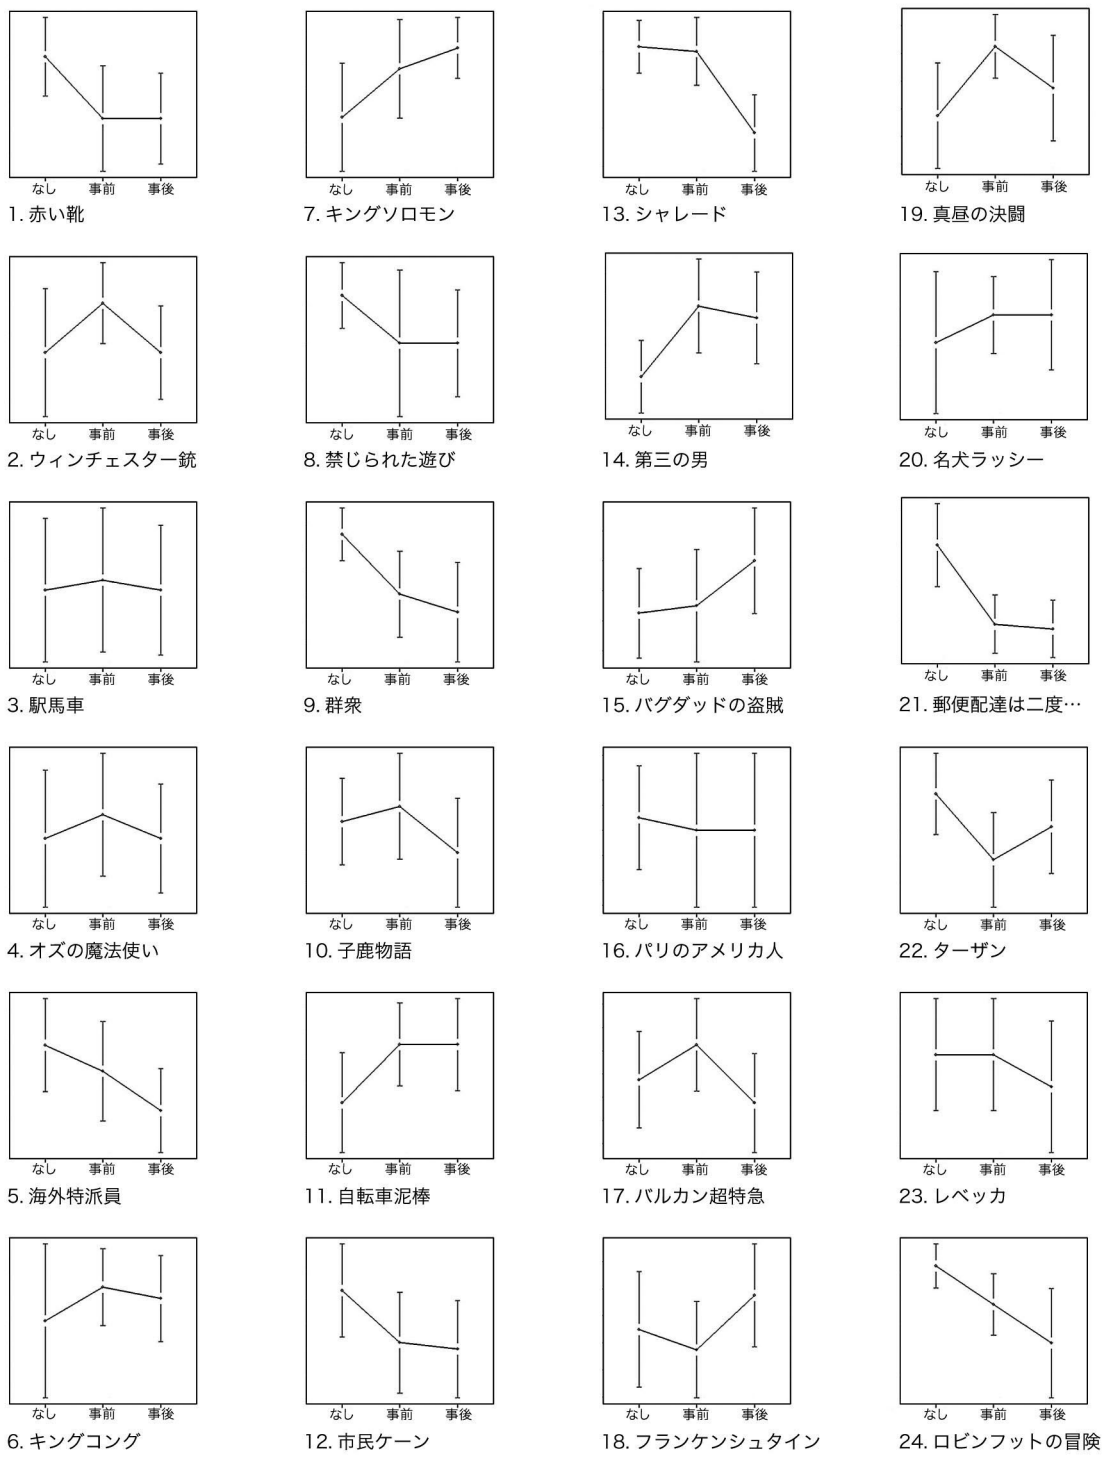 なし 事前 事後
なし 事前 事後
なし 事前 事後
なし 事前 事後
1. 赤い靴
7. キングソロモン
13. シャレード
19. 真昼の決闘
なし 事前 事後
なし 事前 事後
なし 事前 事後
なし 事前 事後
2. ウィンチェスター銃
8. 禁じられた遊び
14. 第三の男
20. 名犬ラッシー
なし 事前 事後
なし 事前 事後
なし 事前 事後
なし 事前 事後
3. 駅馬車
9. 群衆
15. バグダッドの盗賊
21. 郵便配達は二度…
なし 事前 事後
なし 事前 事後
なし 事前 事後
なし 事前 事後
4. オズの魔法使い
10. 子鹿物語
16. パリのアメリカ人
22. ターザン
なし 事前 事後
なし 事前 事後
なし 事前 事後
なし 事前 事後
5. 海外特派員
11. 自転車泥棒
17. バルカン超特急
23. レベッカ
なし 事前 事後
なし 事前 事後
なし 事前 事後
なし 事前 事後
6. キングコング
12. 市民ケーン
18. フランケンシュタイン
24. ロビンフットの冒険